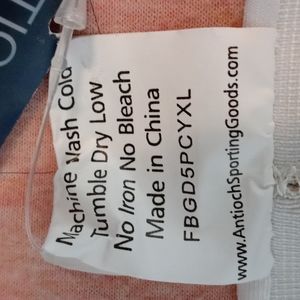 Machine Wash Cold
Tumble Dry Low
No Iron No Bleach
Made in China
FBGD5PCYXL
www.AntiochSportingGoods.com